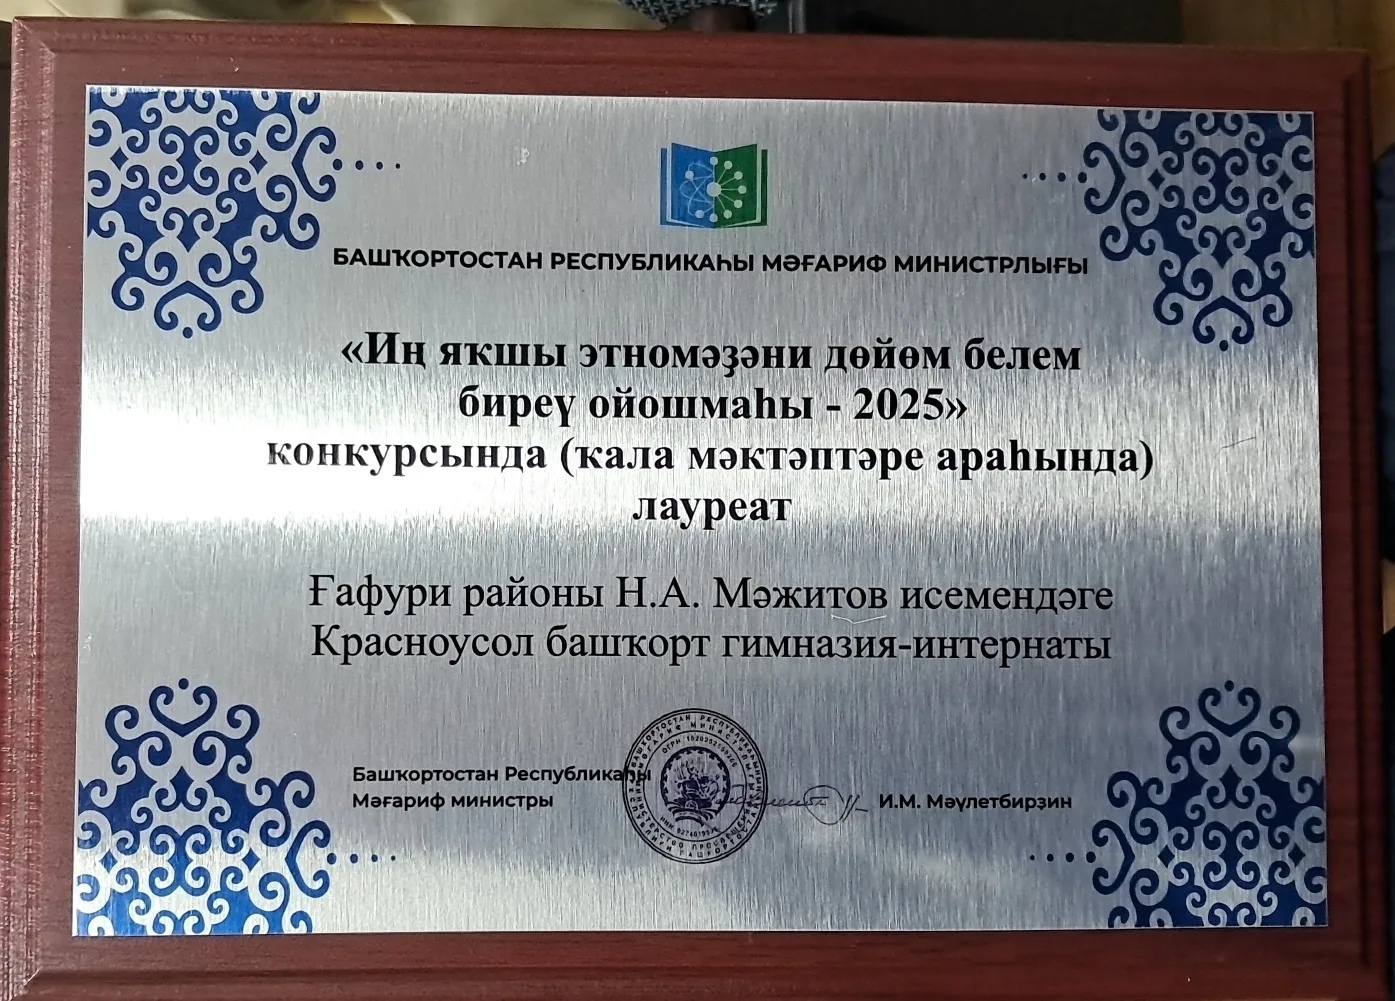 БАШҠОРТОСТАН РЕСПУБЛИКАҺЫ МӘҒАРИФ МИНИСТРЛЫҒЫ
«Иң яҡшы этномәҙәни дөйөм белем
биреү ойошмаһы - 2025»
конкурсында (ҡала мәктәптәре араһында)
лауреат
Ғафури районы Н.А. Мәжитов исемендәге
Красноусол башҡорт гимназия-интернаты
Башҡортостан Республикаһы
Мәғариф министры
И.М. Мәүлетбирҙин